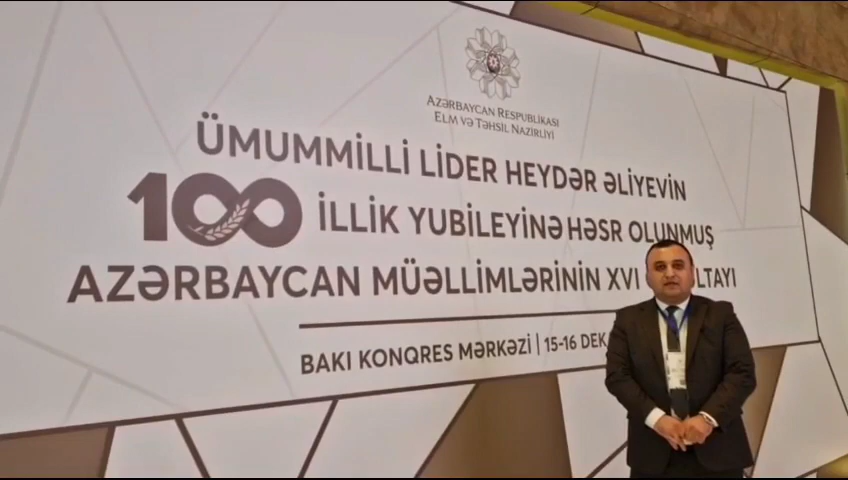 AZƏRBAYCAN RESPUBLİKASI
ELM VƏ TƏHSİL NAZİRLİYİ
ÜMUMMİLLİ LİDER HEYDƏR ƏLİYEVİN
100 İLLİK YUBİLEYİNƏ HƏSR OLUNMUŞ
AZƏRBAYCAN MÜƏLLİMLƏRİNİN XVI
BAKI KONQRES MƏRKƏZİ | 15-16 DEK